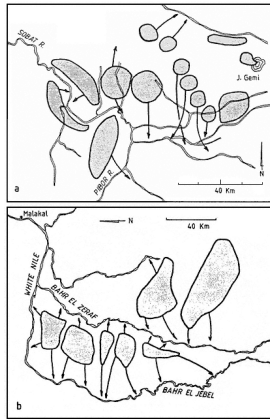 SOBAT R.
J. Gemi
N
PIBOR R.
40 Km
a
Malakal
N
40 Km
WHITE NILE
BAHR EL ZERAF
BAHR EL JEBEL
b